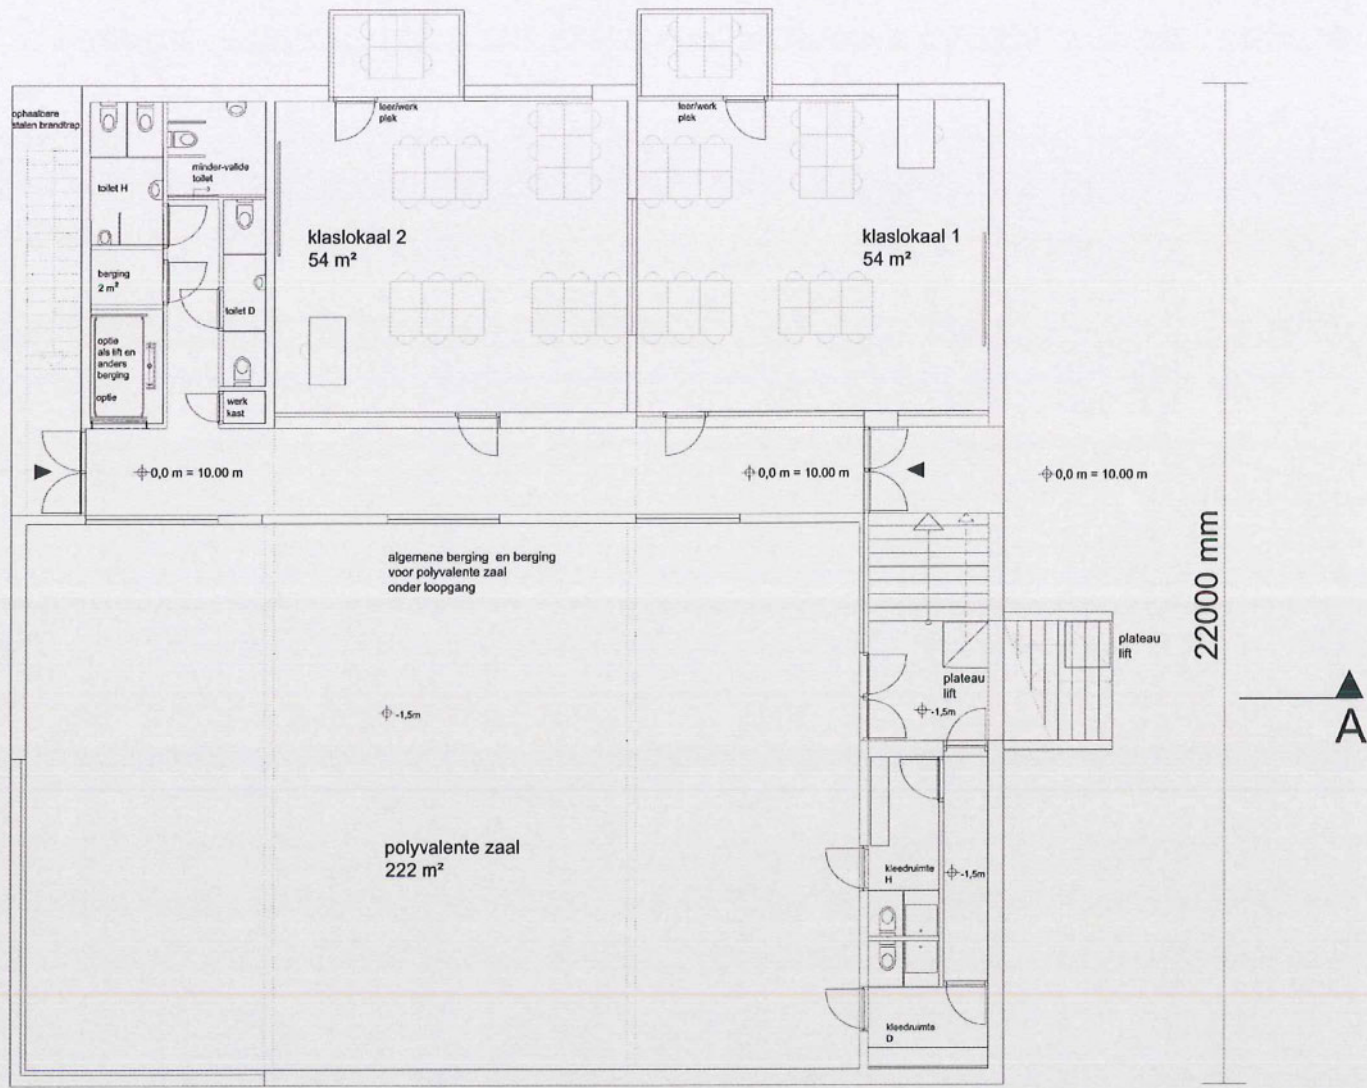 ophaalbare
stalen brandtrap
leer/werk
plek
leer/werk
plek
minder-valide
toilet
toilet H
klaslokaal 2
54 m²
klaslokaal 1
54 m²
berging
2 m²
toilet D
optie
als lift en
anders
berging
optie
werk
kast
0,0 m = 10.00 m
0,0 m = 10.00 m
0,0 m = 10.00 m
algemene berging en berging
voor polyvalente zaal
onder loopgang
22000 mm
plateau
lift
plateau
lift
-1,5m
-1,5m
A
polyvalente zaal
222 m²
kleedruimte
H
-1,5m
kleedruimte
D